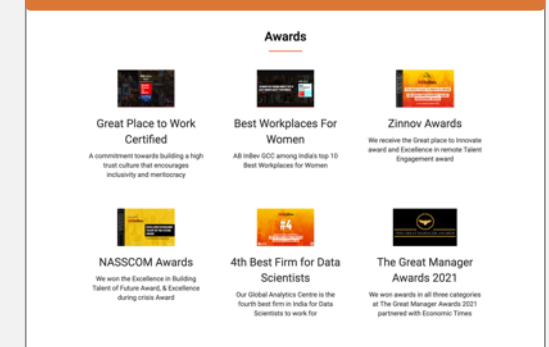 Awards
Great Place to Work
Certified
A commitment towards building a high
trust culture that encourages
inclusivity and meritiocracy
Best Workplaces For
Women
AB InBev GCC among India's top 10
Best Workplaces for Women
Zinnov Awards
We receive the Great place to Innovate
award and Excellence in remote Talent
Engagement award
NASSCOM Awards
We won the Excellence in Building
Talent of Future Award, & Excellence
during crisis Award
#4
4th Best Firm for Data
Scientists
Our Global Analytics Centre is the
fourth best firm in India for Data
Scientists to work for
THE GREAT MANAGER AWARDS
The Great Manager
Awards 2021
We won awards in all three categories
at The Great Manager Awards 2021
partnered with Economic Times